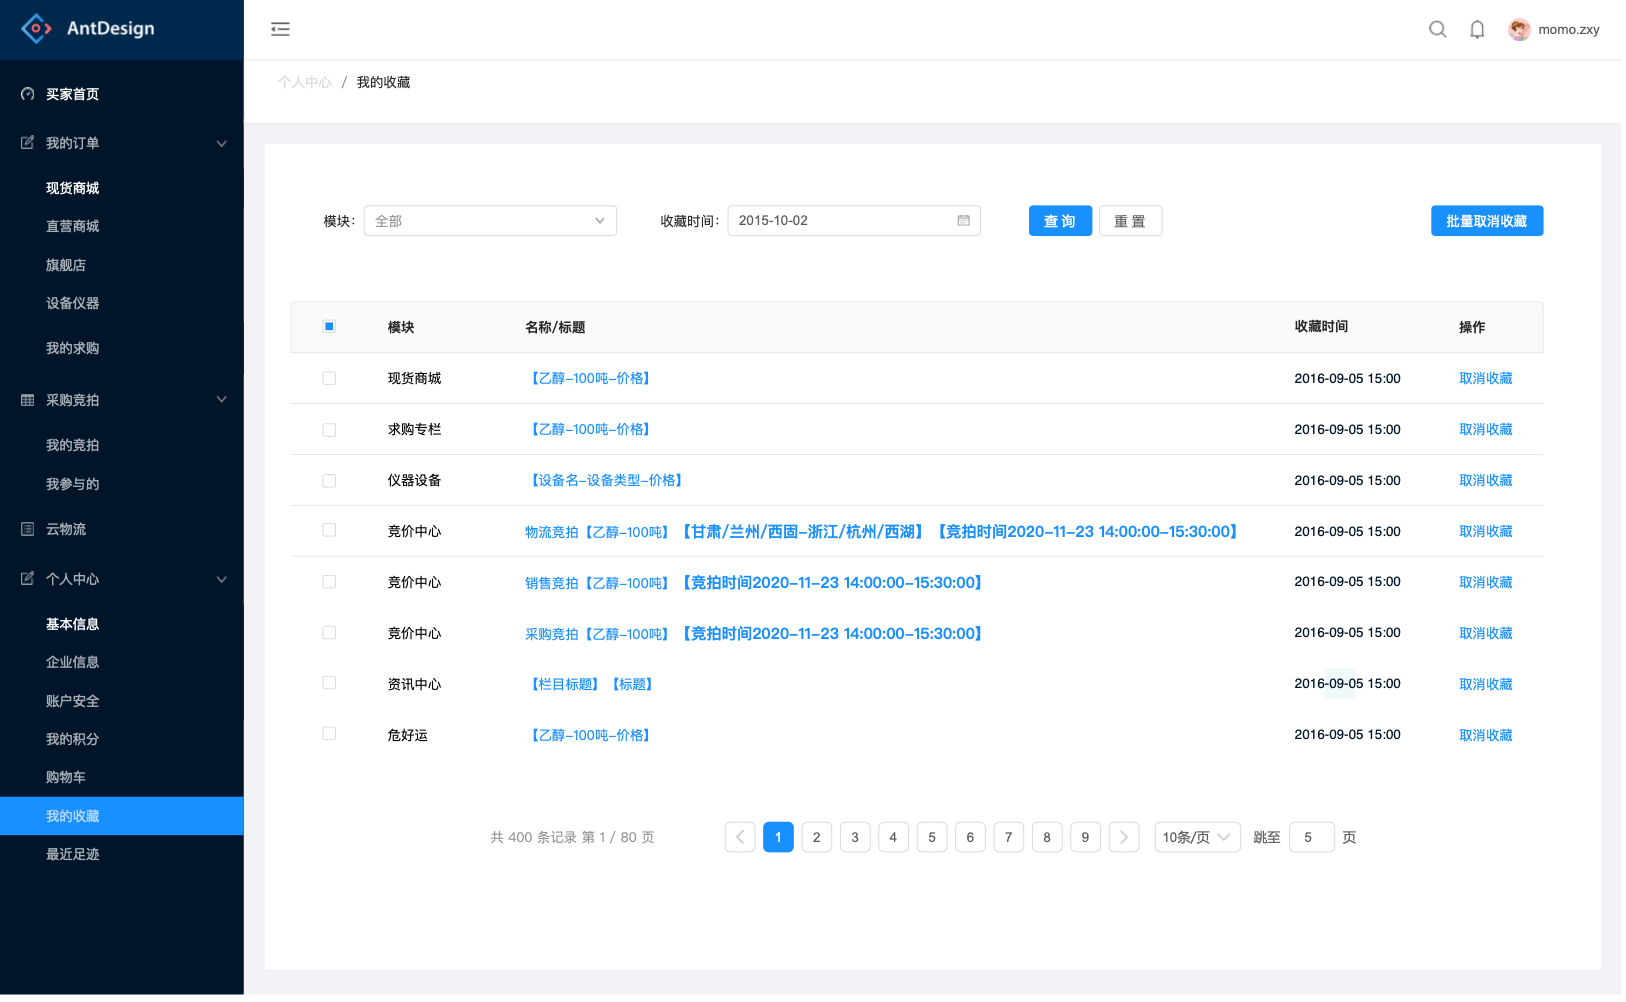 AntDesign
momo.zxy
个人中心 / 我的收藏
买家首页
我的订单
现货商城
直营商城
旗舰店
设备仪器
我的求购
采购竞拍
我的竞拍
我参与的
云物流
个人中心
基本信息
企业信息
账户安全
我的积分
购物车
我的收藏
最近足迹
模块: 全部 收藏时间: 2015-10-02 查 询 重 置 批量取消收藏
模块 名称/标题 收藏时间 操作
现货商城 【乙醇-100吨-价格】 2016-09-05 15:00 取消收藏
求购专栏 【乙醇-100吨-价格】 2016-09-05 15:00 取消收藏
仪器设备 【设备名-设备类型-价格】 2016-09-05 15:00 取消收藏
竞价中心 物流竞拍【乙醇-100吨】【甘肃/兰州/西固-浙江/杭州/西湖】【竞拍时间2020-11-23 14:00:00-15:30:00】 2016-09-05 15:00 取消收藏
竞价中心 销售竞拍【乙醇-100吨】【竞拍时间2020-11-23 14:00:00-15:30:00】 2016-09-05 15:00 取消收藏
竞价中心 采购竞拍【乙醇-100吨】【竞拍时间2020-11-23 14:00:00-15:30:00】 2016-09-05 15:00 取消收藏
资讯中心 【栏目标题】【标题】 2016-09-05 15:00 取消收藏
危好运 【乙醇-100吨-价格】 2016-09-05 15:00 取消收藏
共 400 条记录 第 1 / 80 页 1 2 3 4 5 6 7 8 9 10条/页 跳至 5 页